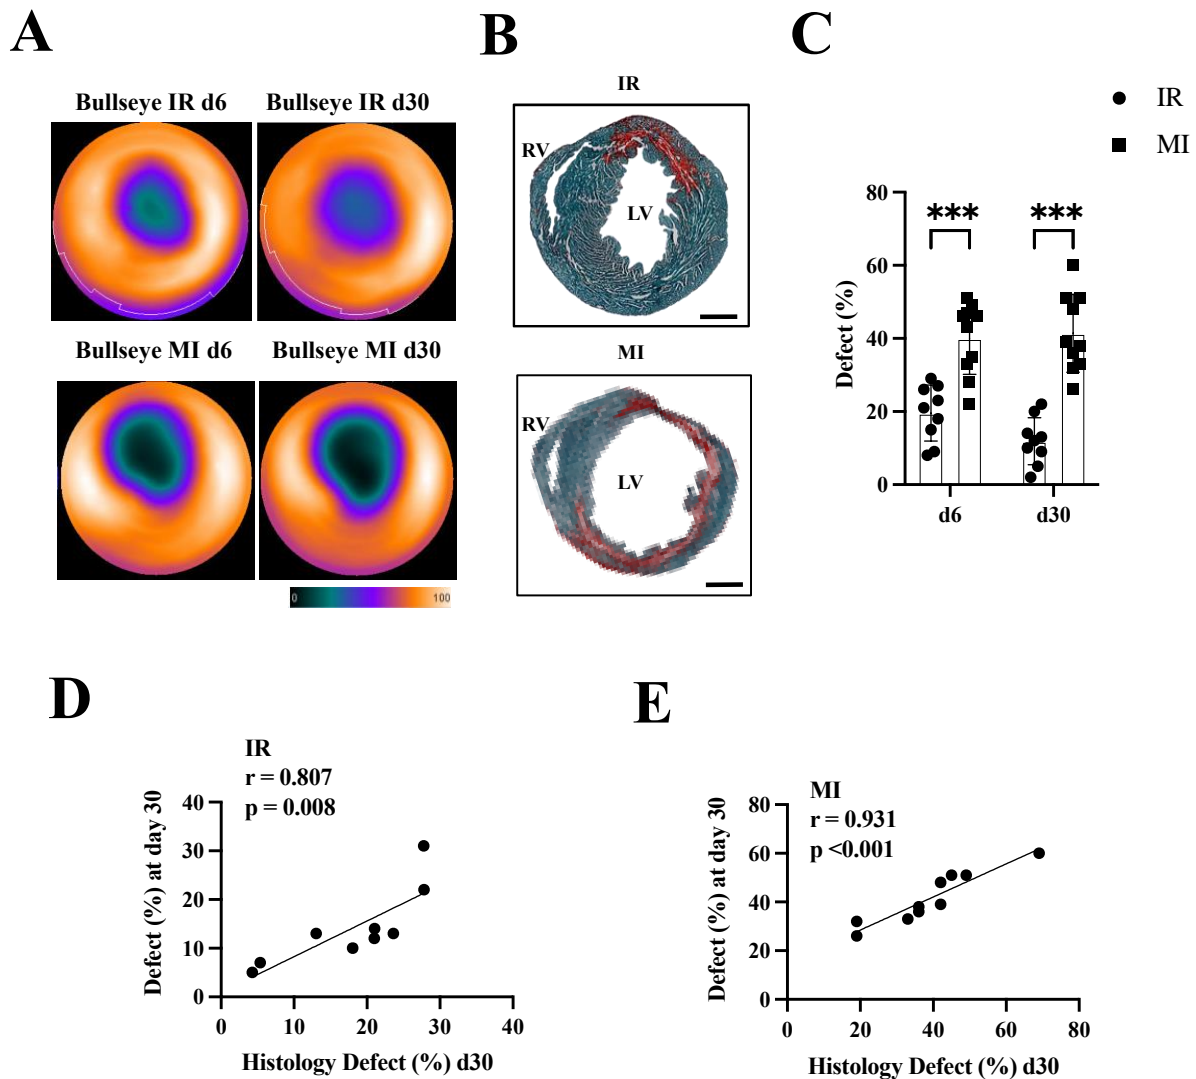 A
B
C
Bullseye IR d6
Bullseye IR d30
Bullseye MI d6
Bullseye MI d30
0
100
IR
RV
LV
MI
RV
LV
IR
MI
80
60
40
20
0
Defect (%)
***
***
d6
d30
D
IR
r = 0.807
p = 0.008
Defect (%) at day 30
40
30
20
10
0
0
10
20
30
40
Histology Defect (%) d30
E
MI
r = 0.931
p <0.001
Defect (%) at day 30
80
60
40
20
0
0
20
40
60
80
Histology Defect (%) d30